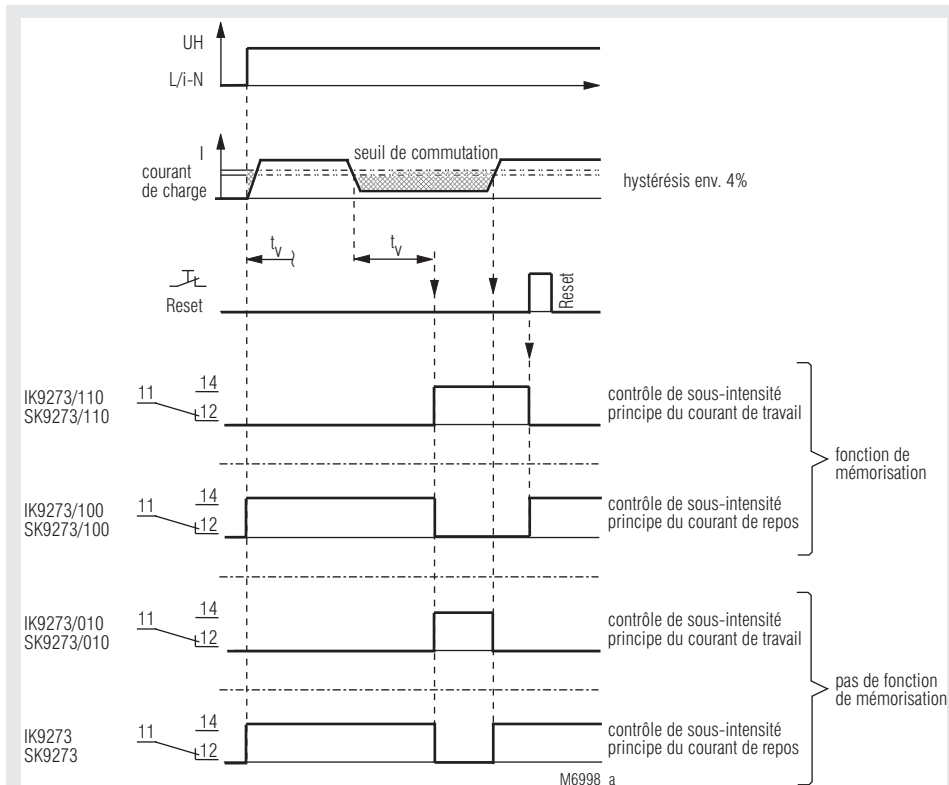 UH
L/i-N
I
courant
de charge
seuil de commutation
hystérésis env. 4%
tv
tv
Reset
Reset
IK9273/110
SK9273/110
11
14
12
contrôle de sous-intensité
principe du courant de travail
fonction de
mémorisation
IK9273/100
SK9273/100
11
14
12
contrôle de sous-intensité
principe du courant de repos
IK9273/010
SK9273/010
11
14
12
contrôle de sous-intensité
principe du courant de travail
pas de fonction
de mémorisation
IK9273
SK9273
11
14
12
contrôle de sous-intensité
principe du courant de repos
M6998 a